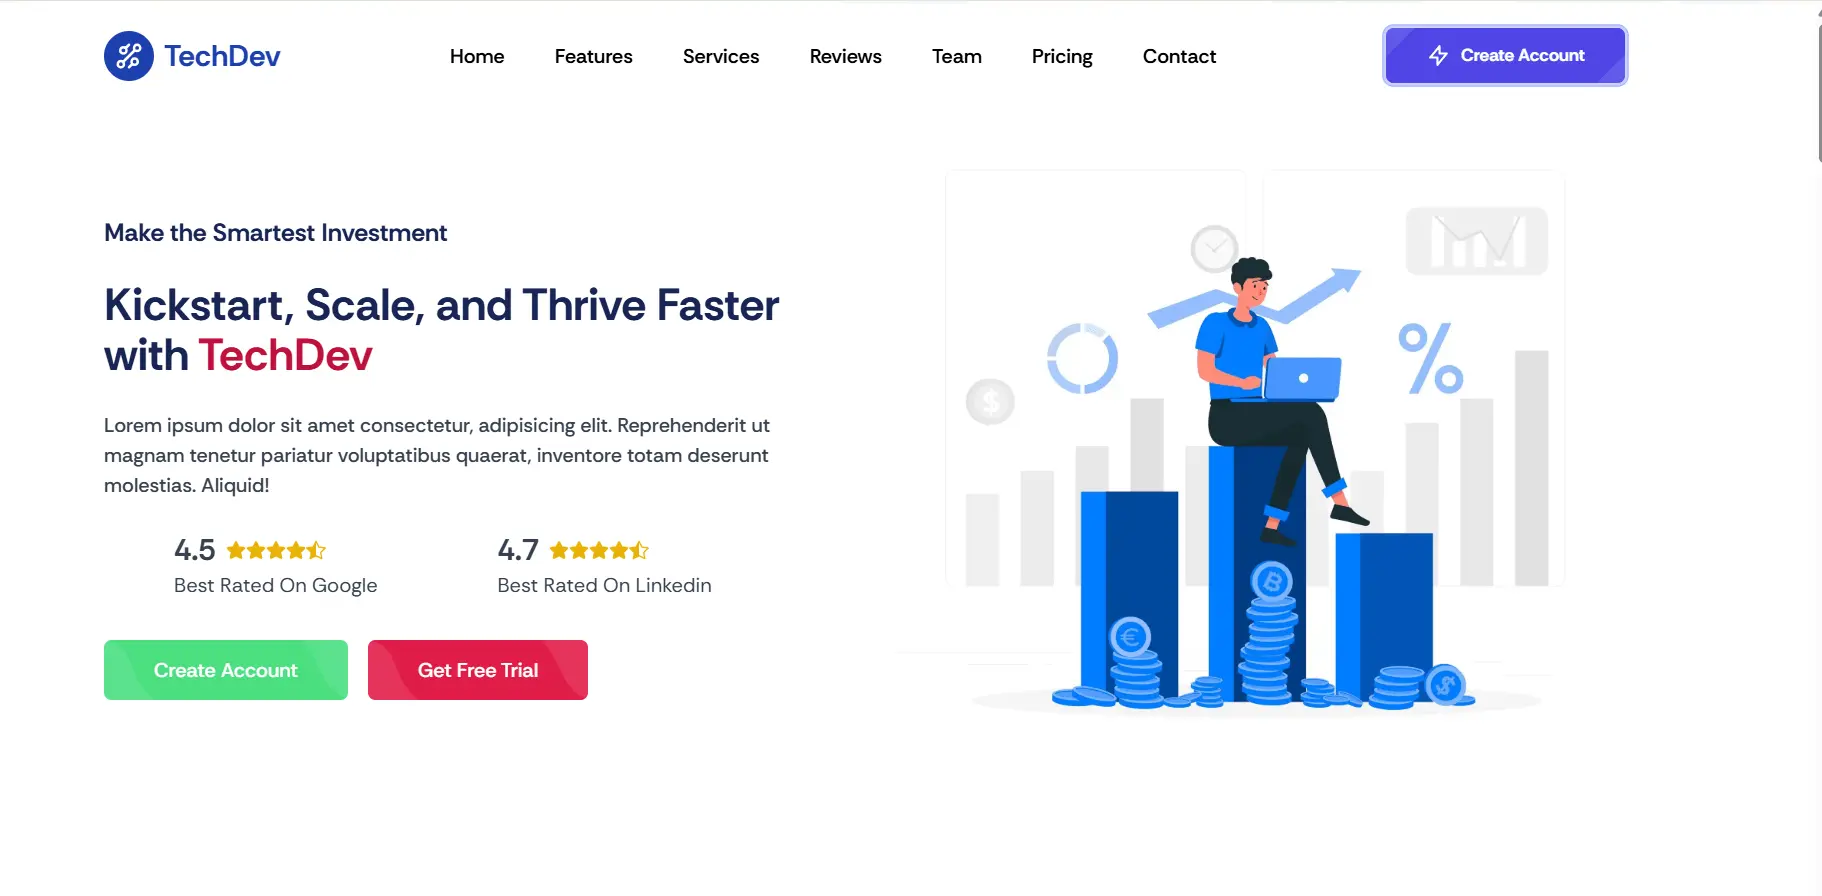 TechDev
Home
Features
Services
Reviews
Team
Pricing
Contact
Create Account
Make the Smartest Investment
Kickstart, Scale, and Thrive Faster
with TechDev
Lorem ipsum dolor sit amet consectetur, adipisicing elit. Reprehenderit ut
magnam tenetur pariatur voluptatibus quaerat, inventore totam deserunt
molestias. Aliquid!
4.5
Best Rated On Google
4.7
Best Rated On Linkedin
Create Account
Get Free Trial
$
%
€
₿
$